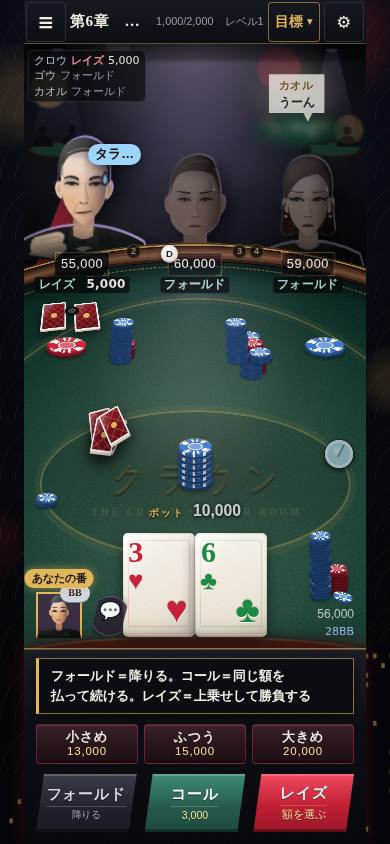 第6章 …
1,000/2,000 レベル1
目標 ▾
クロウ レイズ 5,000
ゴウ フォールド
カオル フォールド
カオル
うーん
タラ…
2
D
3
4
55,000
60,000
59,000
レイズ 5,000
フォールド
フォールド
クラウン
ポット 10,000
あなたの番
BB
3
6
56,000
28BB
フォールド=降りる。コール=同じ額を
払って続ける。レイズ=上乗せして勝負する
小さめ
13,000
ふつう
15,000
大きめ
20,000
フォールド
降りる
コール
3,000
レイズ
額を選ぶ